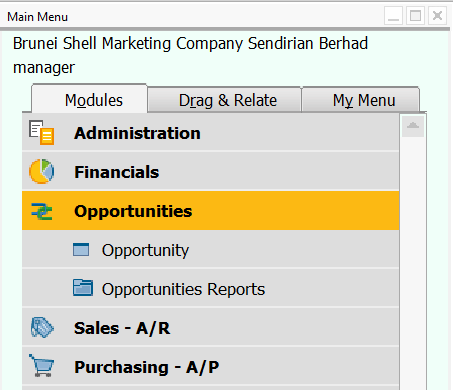 Main Menu
Brunei Shell Marketing Company Sendirian Berhad
manager
Modules
Drag & Relate
My Menu
Administration
Financials
Opportunities
Opportunity
Opportunities Reports
Sales - A/R
Purchasing - A/P